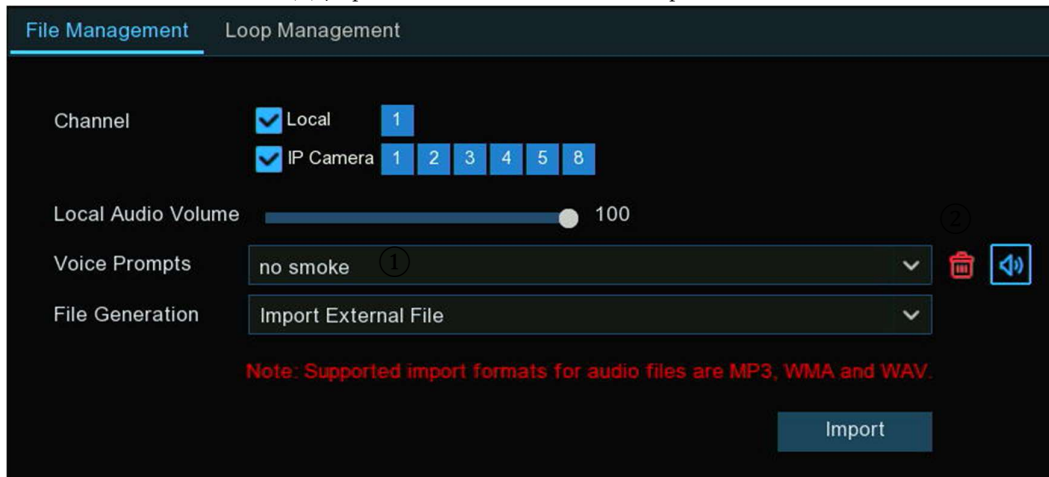 File Management Loop Management
Channel Local 1
IP Camera 1 2 3 4 5 8
Local Audio Volume 100
②
Voice Prompts no smoke ①
File Generation Import External File
Note: Supported import formats for audio files are MP3, WMA and WAV.
Import